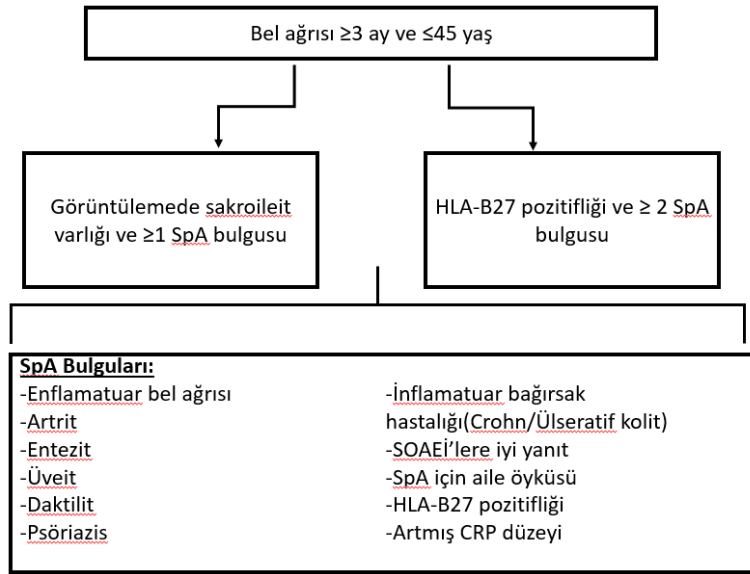 Bel ağrısı ≥3 ay ve ≤45 yaş
Görüntülemede sakroileit
varlığı ve ≥1 SpA bulgusu
HLA-B27 pozitifliği ve ≥ 2 SpA
bulgusu
SpA Bulguları:
-Enflamatuar bel ağrısı
-Artrit
-Entezit
-Üveit
-Daktilit
-Psöriazis
-İnflamatuar bağırsak
hastalığı(Crohn/Ülseratif kolit)
-SOAEİ’lere iyi yanıt
-SpA için aile öyküsü
-HLA-B27 pozitifliği
-Artmış CRP düzeyi